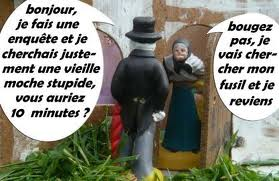 bonjour,
je fais une
enquête et je
cherchais juste-
ment une vieille
moche stupide,
vous auriez
10 minutes ?
bougez
pas, je
vais cher-
cher mon
fusil et je
reviens